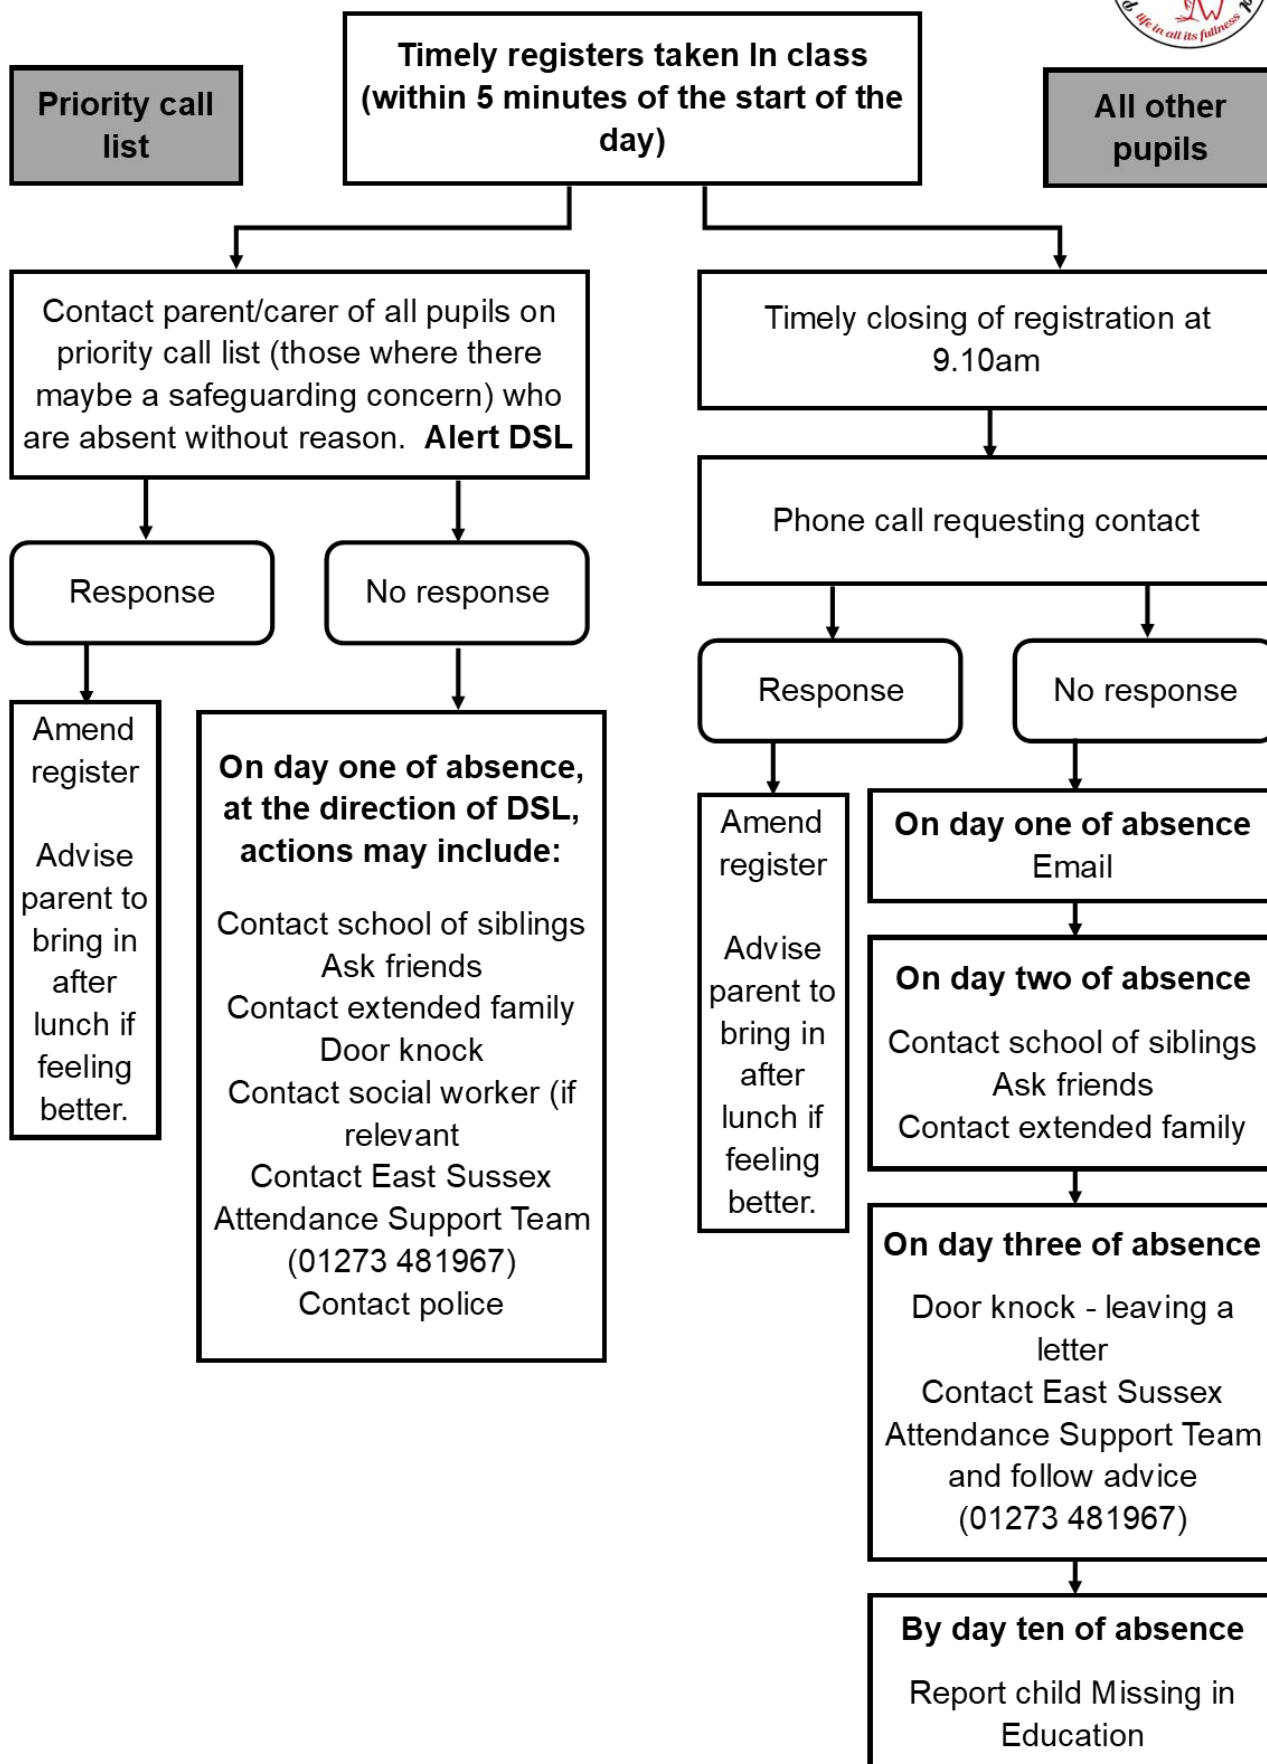 life in all its fullness
Timely registers taken In class
(within 5 minutes of the start of the
day)
Priority call
list
All other
pupils
Contact parent/carer of all pupils on
priority call list (those where there
maybe a safeguarding concern) who
are absent without reason.  Alert DSL
Response
No response
Amend
register
Advise
parent to
bring in
after
lunch if
feeling
better.
On day one of absence,
at the direction of DSL,
actions may include:
Contact school of siblings
Ask friends
Contact extended family
Door knock
Contact social worker (if
relevant
Contact East Sussex
Attendance Support Team
(01273 481967)
Contact police
Timely closing of registration at
9.10am
Phone call requesting contact
Response
No response
Amend
register
Advise
parent to
bring in
after
lunch if
feeling
better.
On day one of absence
Email
On day two of absence
Contact school of siblings
Ask friends
Contact extended family
On day three of absence
Door knock - leaving a
letter
Contact East Sussex
Attendance Support Team
and follow advice
(01273 481967)
By day ten of absence
Report child Missing in
Education